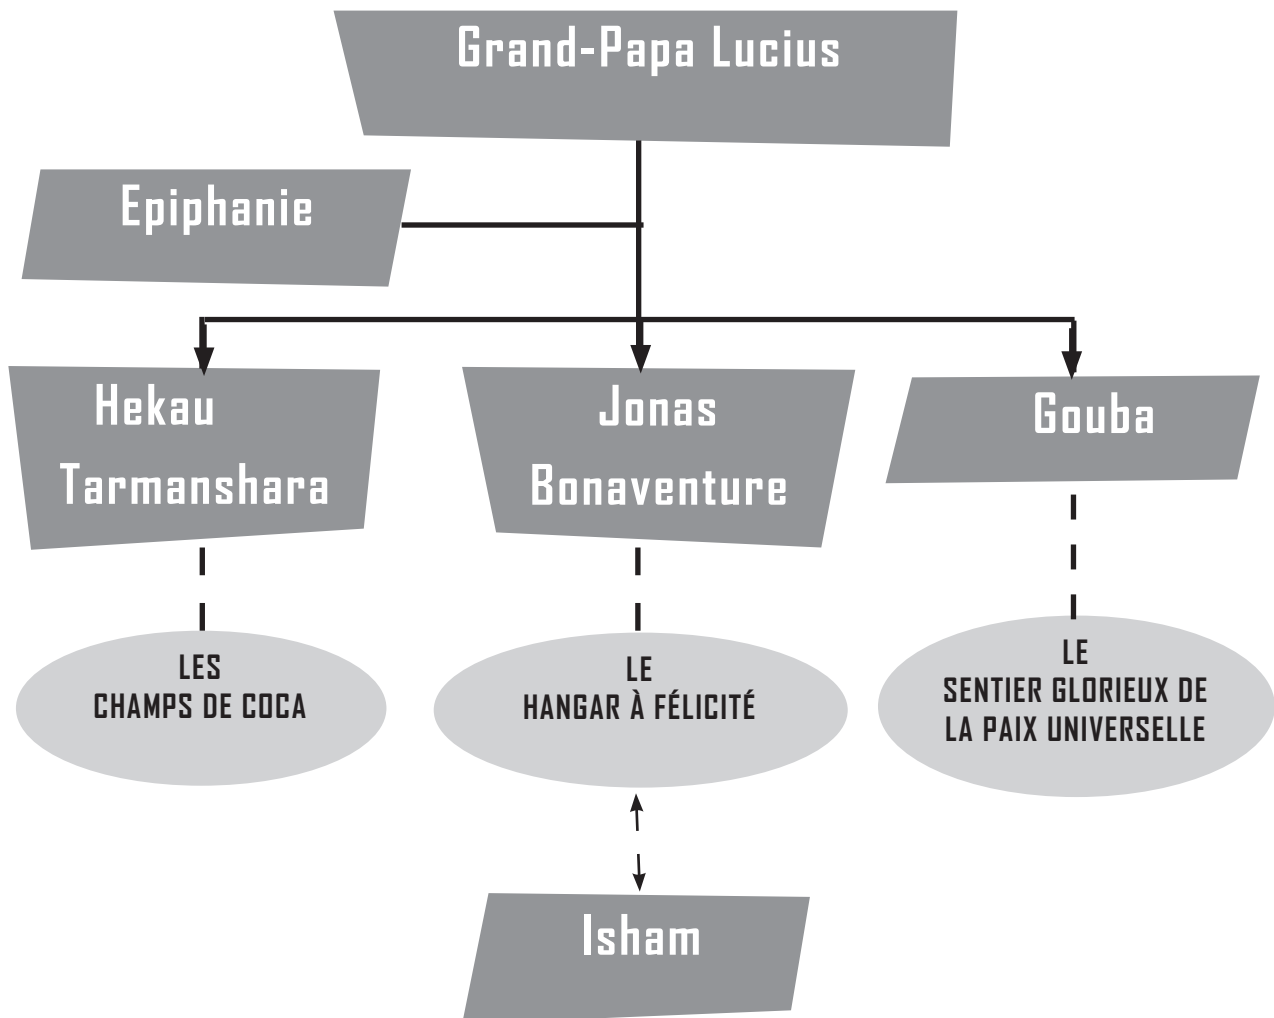 Grand-Papa Lucius
Epiphanie
Hekau
Tarmanshara
Jonas
Bonaventure
Gouba
LES
CHAMPS DE COCA
LE
HANGAR À FÉLICITÉ
LE
SENTIER GLORIEUX DE
LA PAIX UNIVERSELLE
Isham